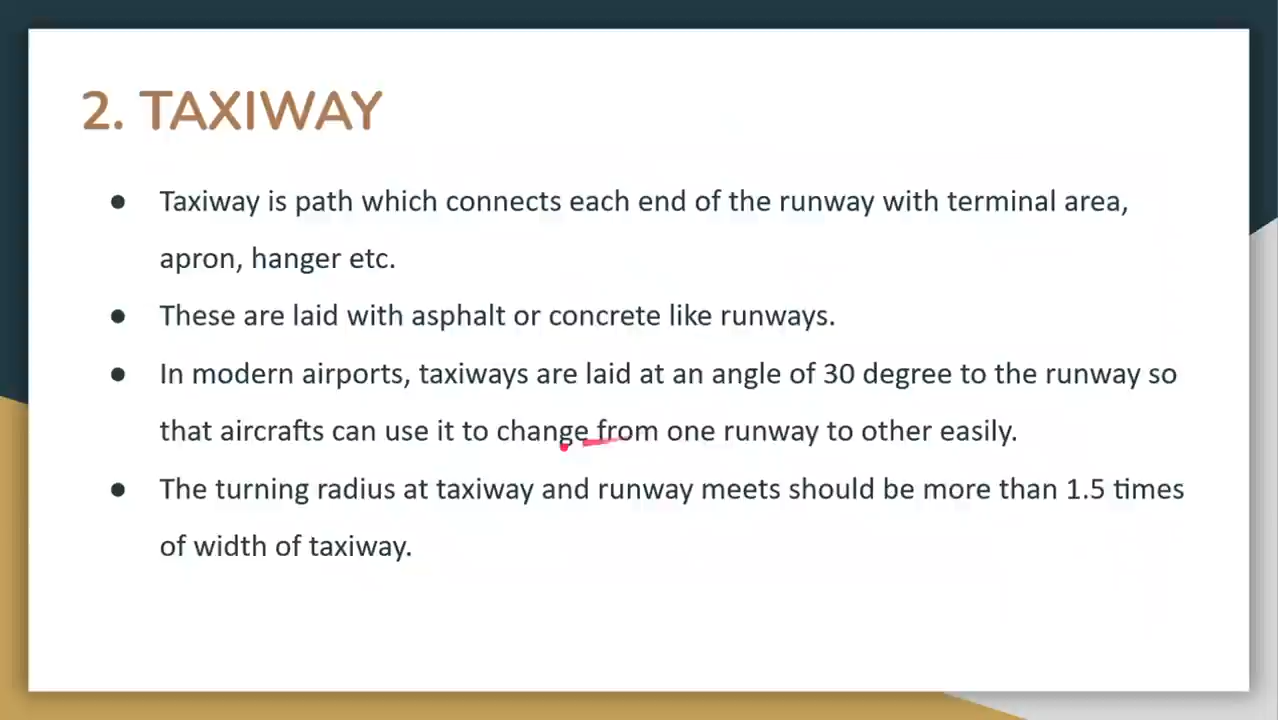 2. TAXIWAY
● Taxiway is path which connects each end of the runway with terminal area,
apron, hanger etc.
● These are laid with asphalt or concrete like runways.
● In modern airports, taxiways are laid at an angle of 30 degree to the runway so
that aircrafts can use it to change from one runway to other easily.
● The turning radius at taxiway and runway meets should be more than 1.5 times
of width of taxiway.